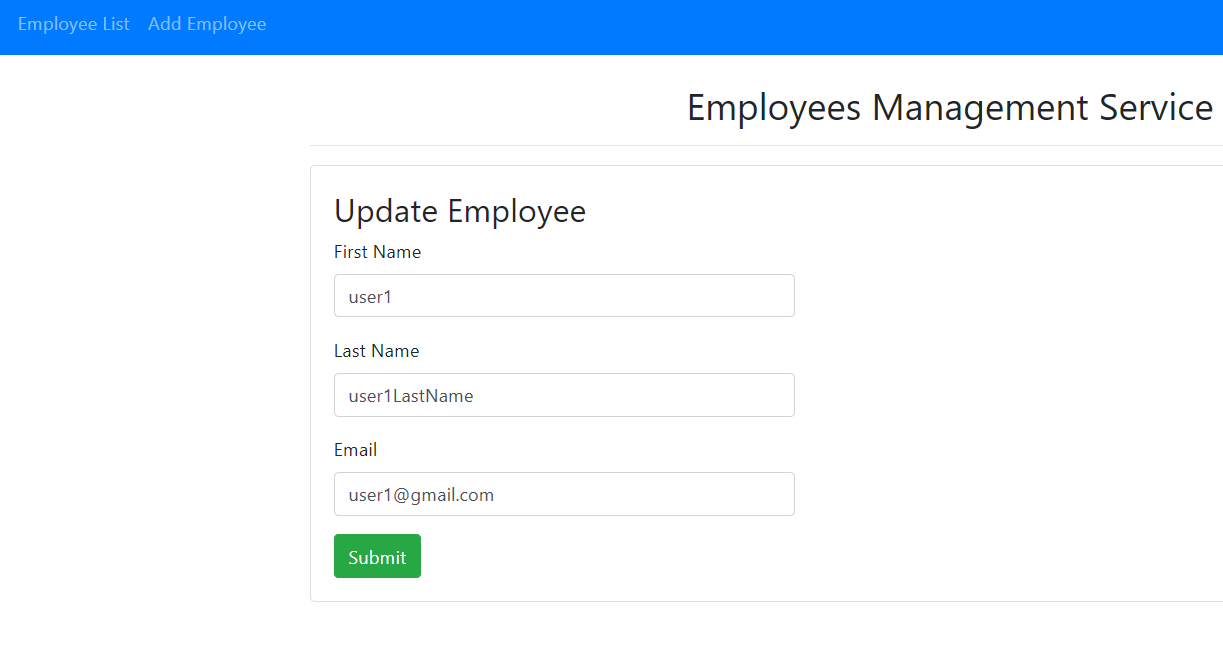 Employee List Add Employee
Employees Management Service
Update Employee
First Name
user1
Last Name
user1LastName
Email
user1@gmail.com
Submit